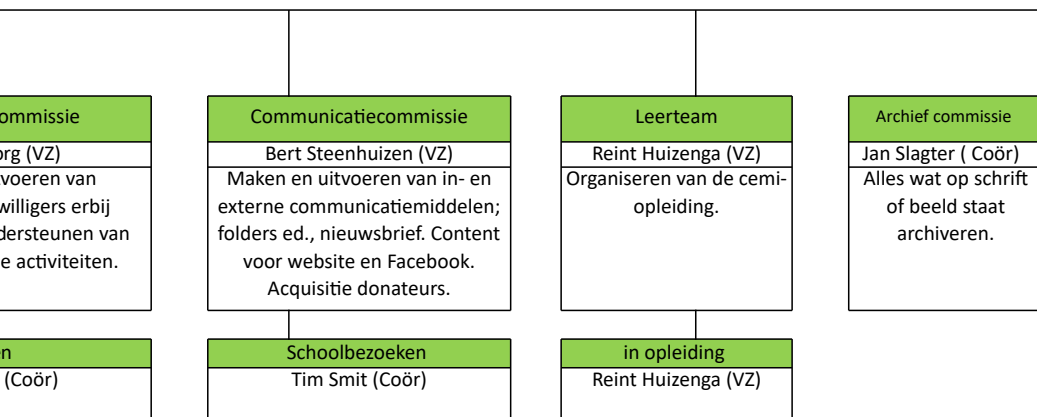 ommissie
org (VZ)
voeren van
willigers erbij
dersteunen van
e activiteiten.
Communicatiecommissie
Bert Steenhuizen (VZ)
Maken en uitvoeren van in- en
externe communicatiemiddelen;
folders ed., nieuwsbrief. Content
voor website en Facebook.
Acquisitie donateurs.
Leerteam
Reint Huizenga (VZ)
Organiseren van de cemi-
opleiding.
Archief commissie
Jan Slagter ( Coör)
Alles wat op schrift
of beeld staat
archiveren.
en
(Coör)
Schoolbezoeken
Tim Smit (Coör)
in opleiding
Reint Huizenga (VZ)